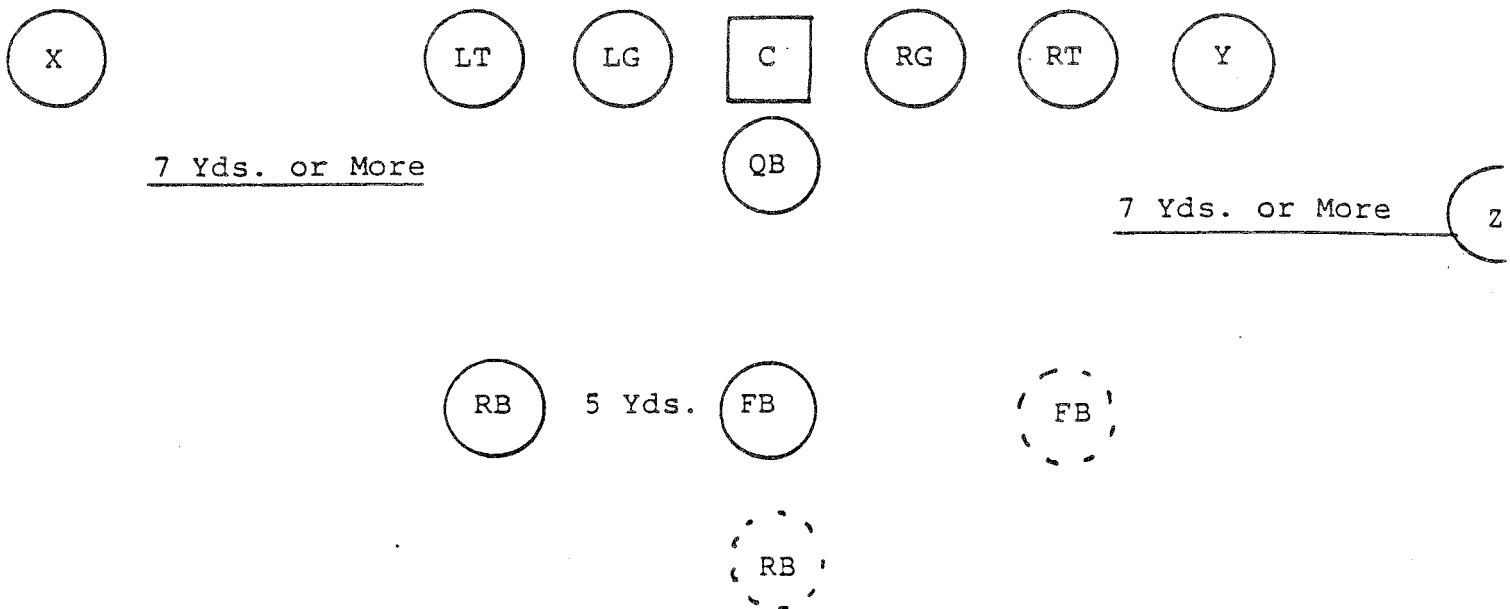 X LT LG C RG RT Y
QB
7 Yds. or More
7 Yds. or More Z
RB 5 Yds. FB FB
RB